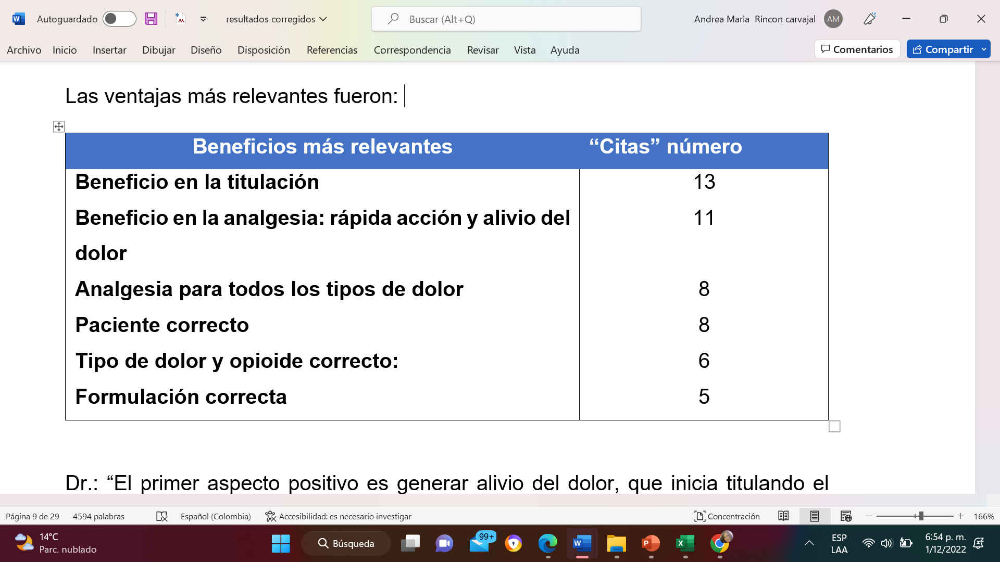 Autoguardado
resultados corregidos
Buscar (Alt+Q)
Andrea Maria Rincon carvajal AM
Archivo Inicio Insertar Dibujar Diseño Disposición Referencias Correspondencia Revisar Vista Ayuda
Comentarios Compartir
Las ventajas más relevantes fueron:
Beneficios más relevantes “Citas” número
Beneficio en la titulación 13
Beneficio en la analgesia: rápida acción y alivio del 11
dolor
Analgesia para todos los tipos de dolor 8
Paciente correcto 8
Tipo de dolor y opioide correcto: 6
Formulación correcta 5
Dr.: “El primer aspecto positivo es generar alivio del dolor, que inicia titulando el
Página 9 de 29 4594 palabras Español (Colombia) Accesibilidad: es necesario investigar Concentración 166%
14°C
Parc. nublado
Búsqueda
99+
ESP
LAA
6:54 p. m.
1/12/2022